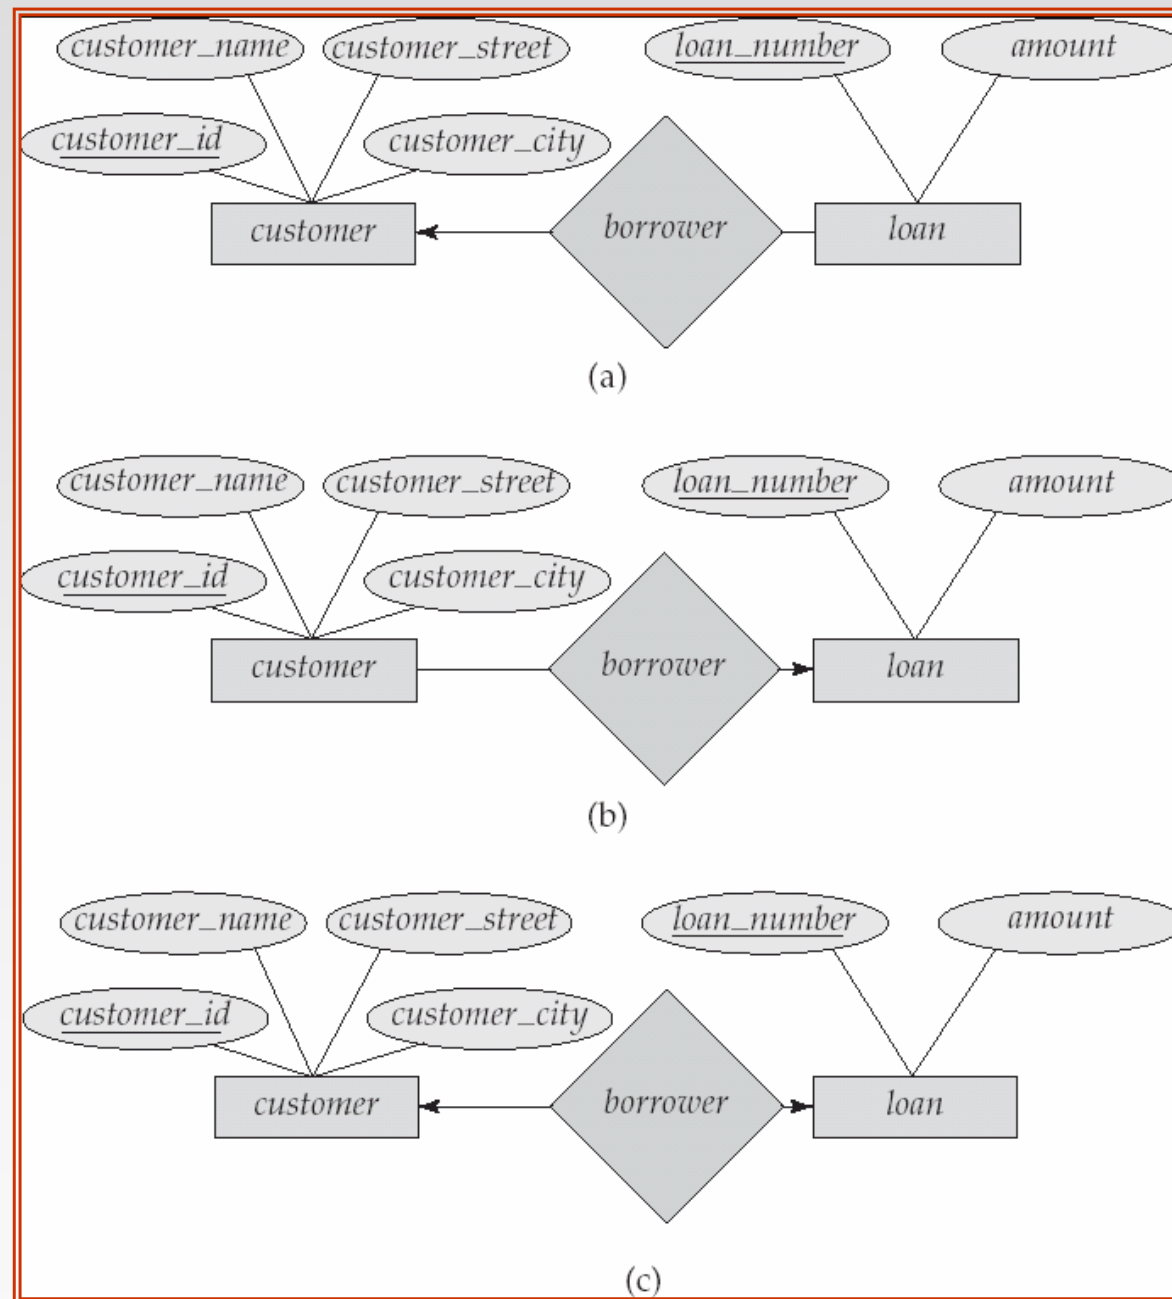 customer_name customer_street loan_number amount
customer_id customer_city
customer borrower loan
(a)
customer_name customer_street loan_number amount
customer_id customer_city
customer borrower loan
(b)
customer_name customer_street loan_number amount
customer_id customer_city
customer borrower loan
(c)